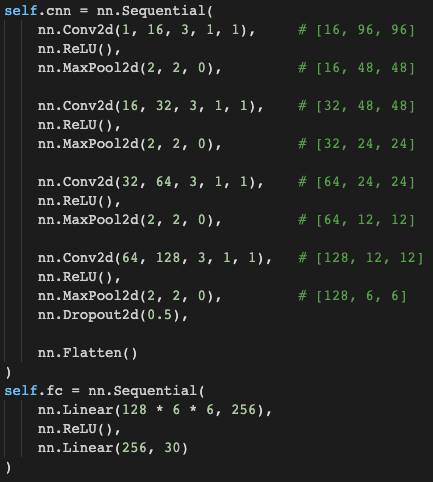 self.cnn = nn.Sequential(
    nn.Conv2d(1, 16, 3, 1, 1),     # [16, 96, 96]
    nn.ReLU(),
    nn.MaxPool2d(2, 2, 0),         # [16, 48, 48]

    nn.Conv2d(16, 32, 3, 1, 1),    # [32, 48, 48]
    nn.ReLU(),
    nn.MaxPool2d(2, 2, 0),         # [32, 24, 24]

    nn.Conv2d(32, 64, 3, 1, 1),    # [64, 24, 24]
    nn.ReLU(),
    nn.MaxPool2d(2, 2, 0),         # [64, 12, 12]

    nn.Conv2d(64, 128, 3, 1, 1),   # [128, 12, 12]
    nn.ReLU(),
    nn.MaxPool2d(2, 2, 0),         # [128, 6, 6]
    nn.Dropout2d(0.5),

    nn.Flatten()
)
self.fc = nn.Sequential(
    nn.Linear(128 * 6 * 6, 256),
    nn.ReLU(),
    nn.Linear(256, 30)
)